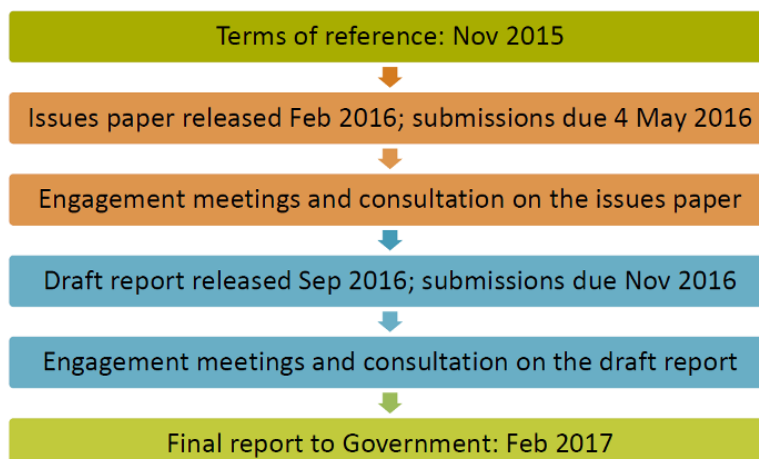 Terms of reference: Nov 2015
Issues paper released Feb 2016; submissions due 4 May 2016
Engagement meetings and consultation on the issues paper
Draft report released Sep 2016; submissions due Nov 2016
Engagement meetings and consultation on the draft report
Final report to Government: Feb 2017